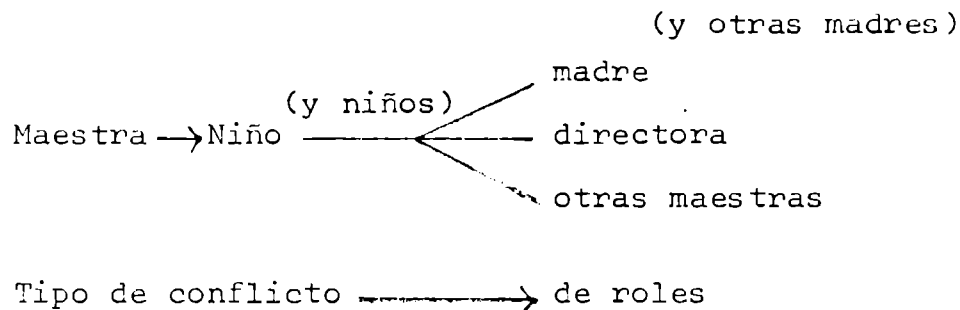 (y otras madres)
madre
(y niños)
Maestra → Niño directora
otras maestras
Tipo de conflicto → de roles